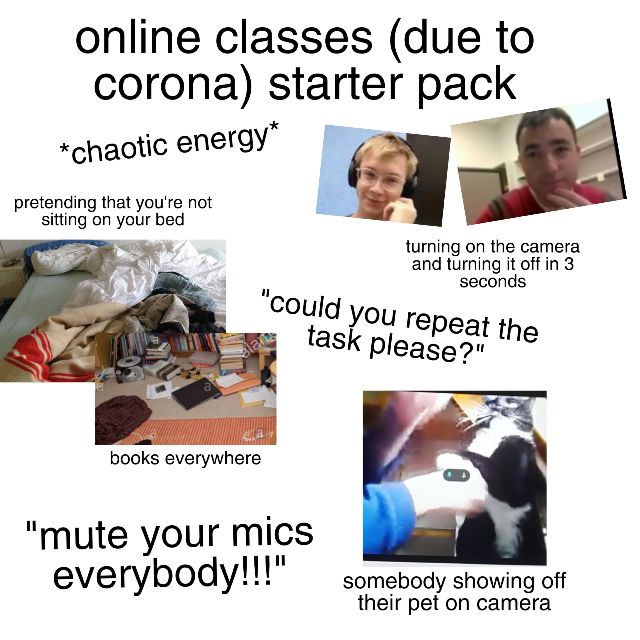 online classes (due to
corona) starter pack
*chaotic energy*
pretending that you're not
sitting on your bed
turning on the camera
and turning it off in 3
seconds
"could you repeat the
task please?"
books everywhere
"mute your mics
everybody!!!"
somebody showing off
their pet on camera